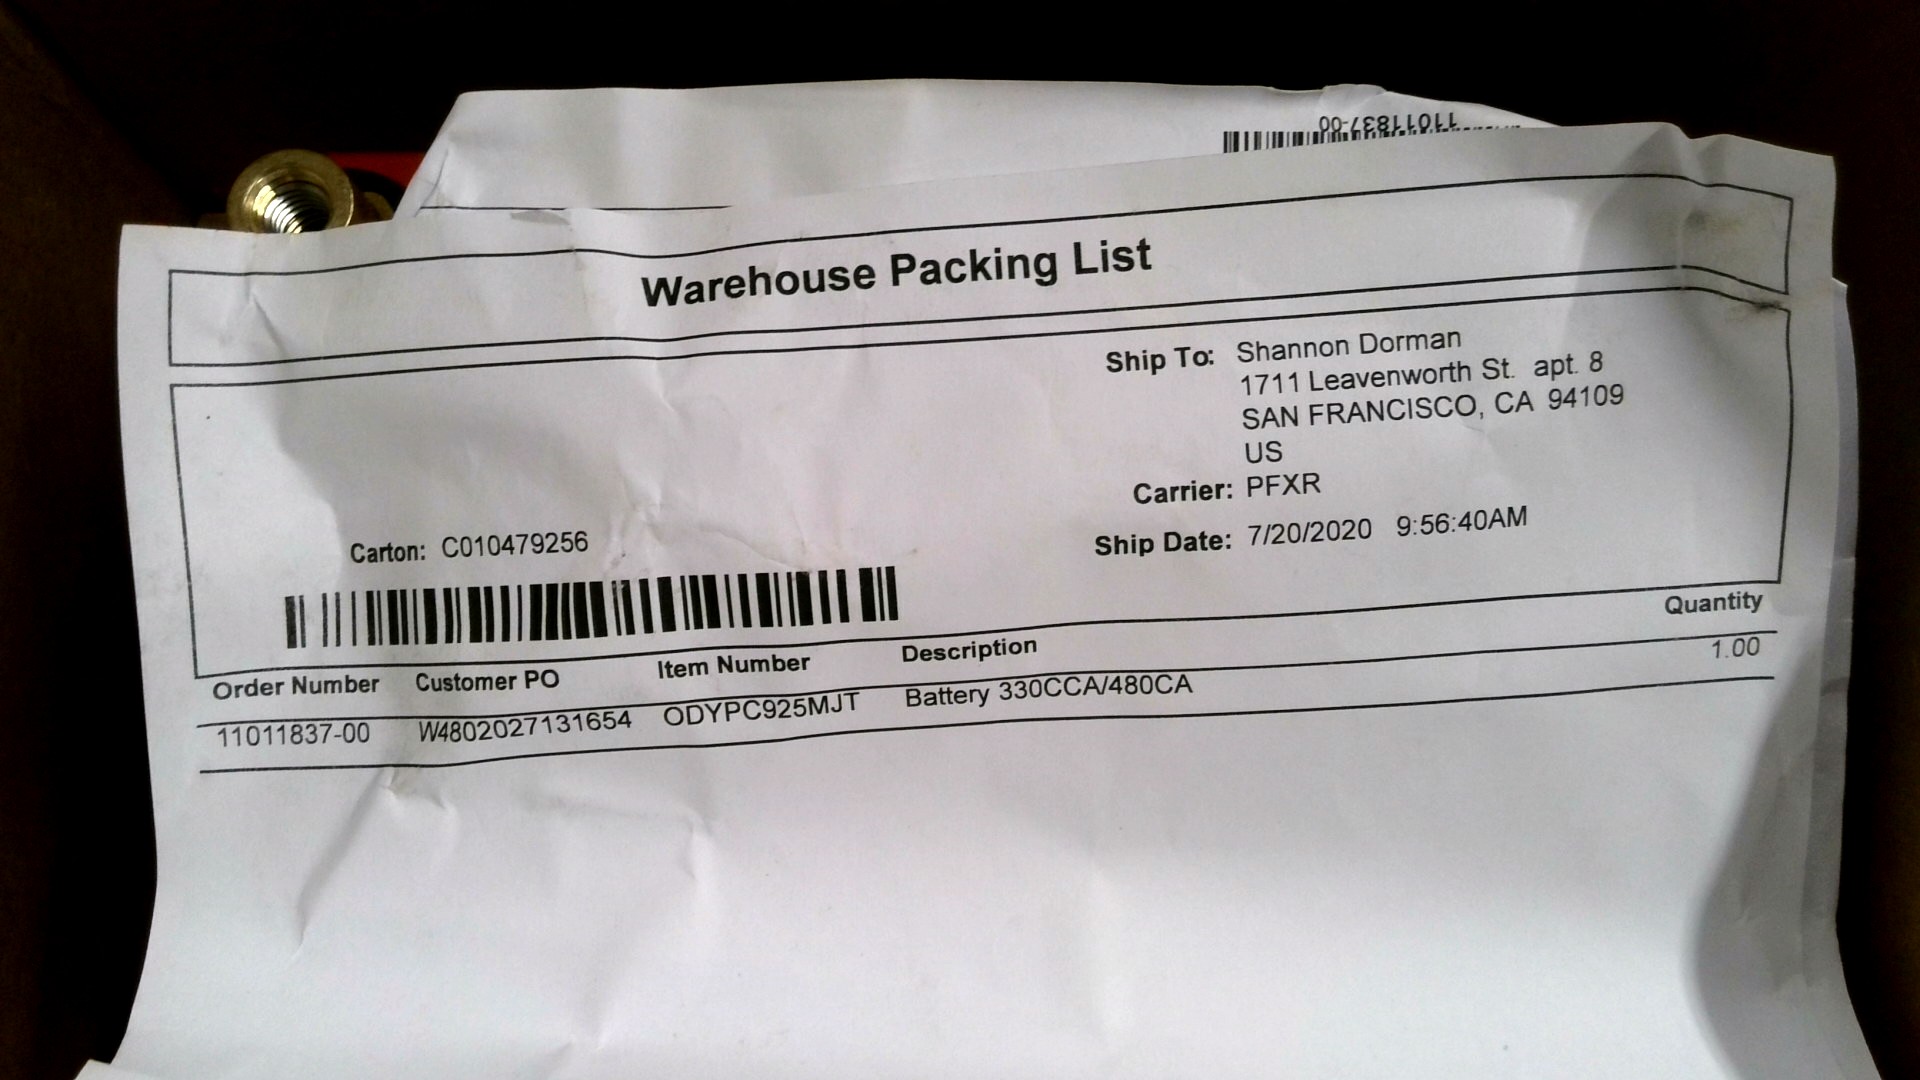 11011837-00
Warehouse Packing List
Ship To: Shannon Dorman
1711 Leavenworth St. apt. 8
SAN FRANCISCO, CA 94109
US
Carrier: PFXR
Ship Date: 7/20/2020 9:56:40AM
Carton: C010479256
Order Number Customer PO Item Number Description Quantity
11011837-00 W4802027131654 ODYPC925MJT Battery 330CCA/480CA 1.00